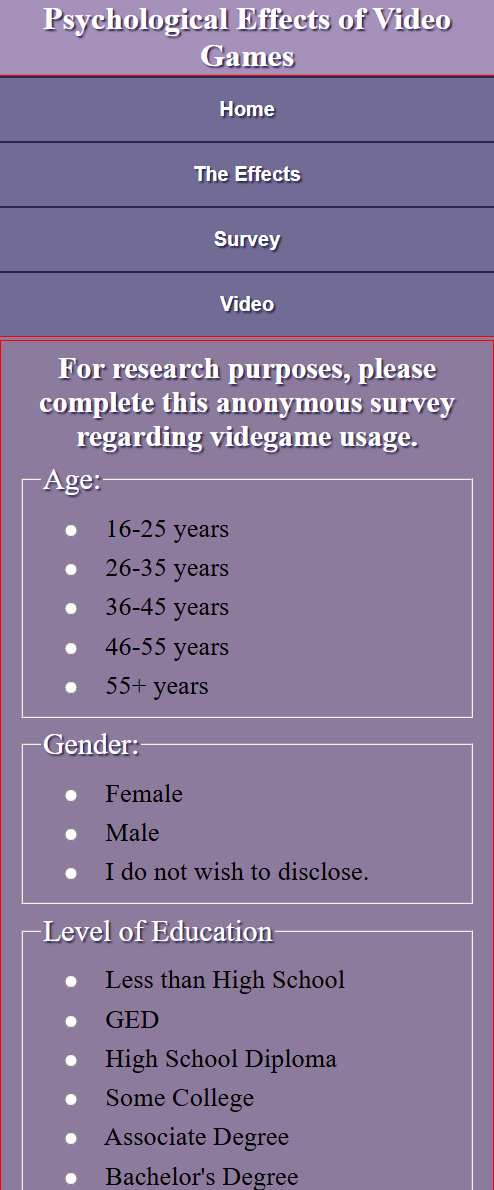 Psychological Effects of Video
Games
Home
The Effects
Survey
Video
For research purposes, please
complete this anonymous survey
regarding videgame usage.
Age:
16-25 years
26-35 years
36-45 years
46-55 years
55+ years
Gender:
Female
Male
I do not wish to disclose.
Level of Education
Less than High School
GED
High School Diploma
Some College
Associate Degree
Bachelor's Degree